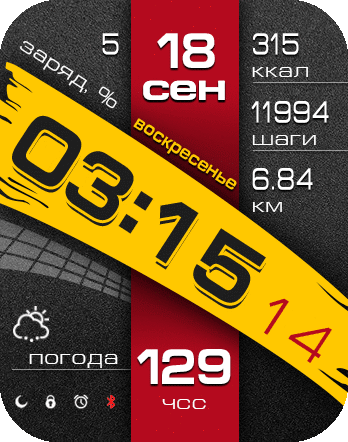 5
заряд, %
18
сен
воскресенье
315
ккал
11994
шаги
6.84
км
03:15
14
погода
129
чсс